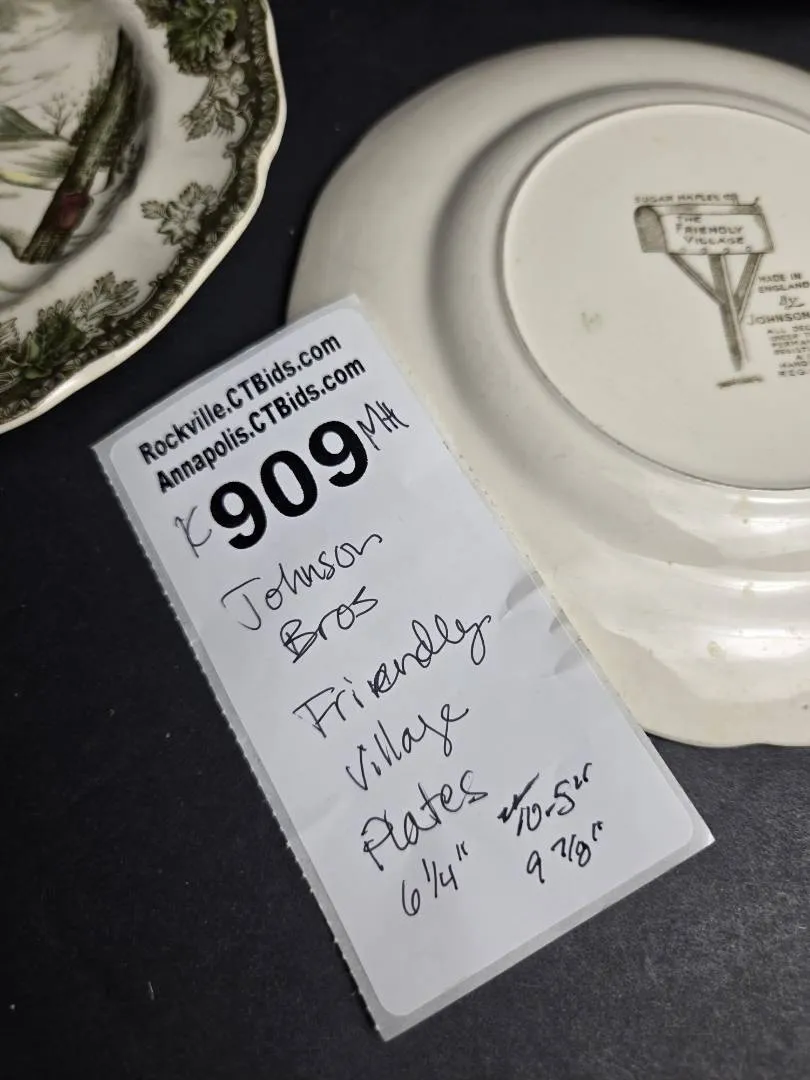 SUGAR MAPLES RD
THE
FRIENDLY
VILLAGE
MADE IN
ENGLAND
By
JOHNSON
Rockville.CTBids.com
Annapolis.CTBids.com
K 909
Johnson
Bros
Friendly
Village
Plates
10.5"
6 1/4" 9 7/8"